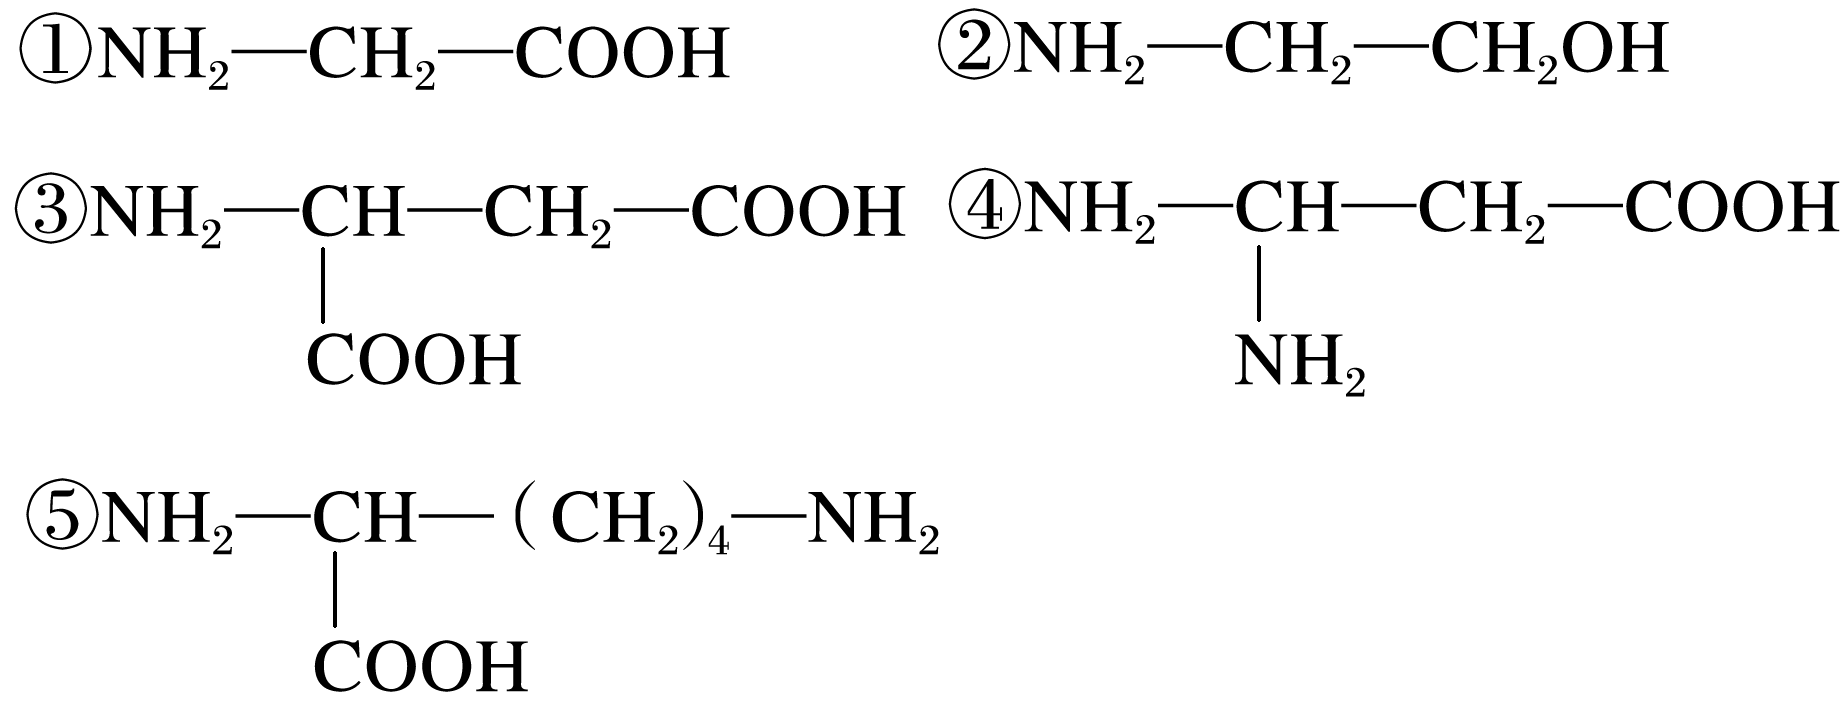 ①NH₂—CH₂—COOH ②NH₂—CH₂—CH₂OH
③NH₂—CH—CH₂—COOH ④NH₂—CH—CH₂—COOH
COOH NH₂
⑤NH₂—CH—(CH₂)₄—NH₂
COOH